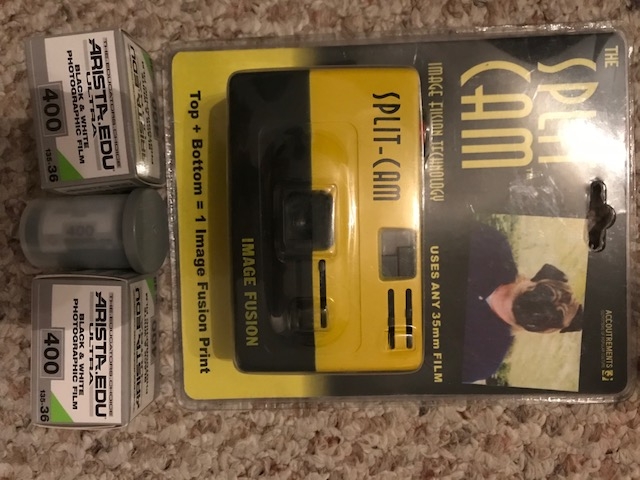 THE
SPLIT
CAM
IMAGE FUSION TECHNOLOGY
USES ANY 35mm FILM
ACCOUTREMENTS
SPLIT-CAM
IMAGE FUSION
Top + Bottom = 1 Image Fusion Print
ARISTA.EDU
ULTRA
BLACK & WHITE
PHOTOGRAPHIC FILM
400
135-36
400
ARISTA.EDU
ULTRA
BLACK & WHITE
PHOTOGRAPHIC FILM
400
135-36